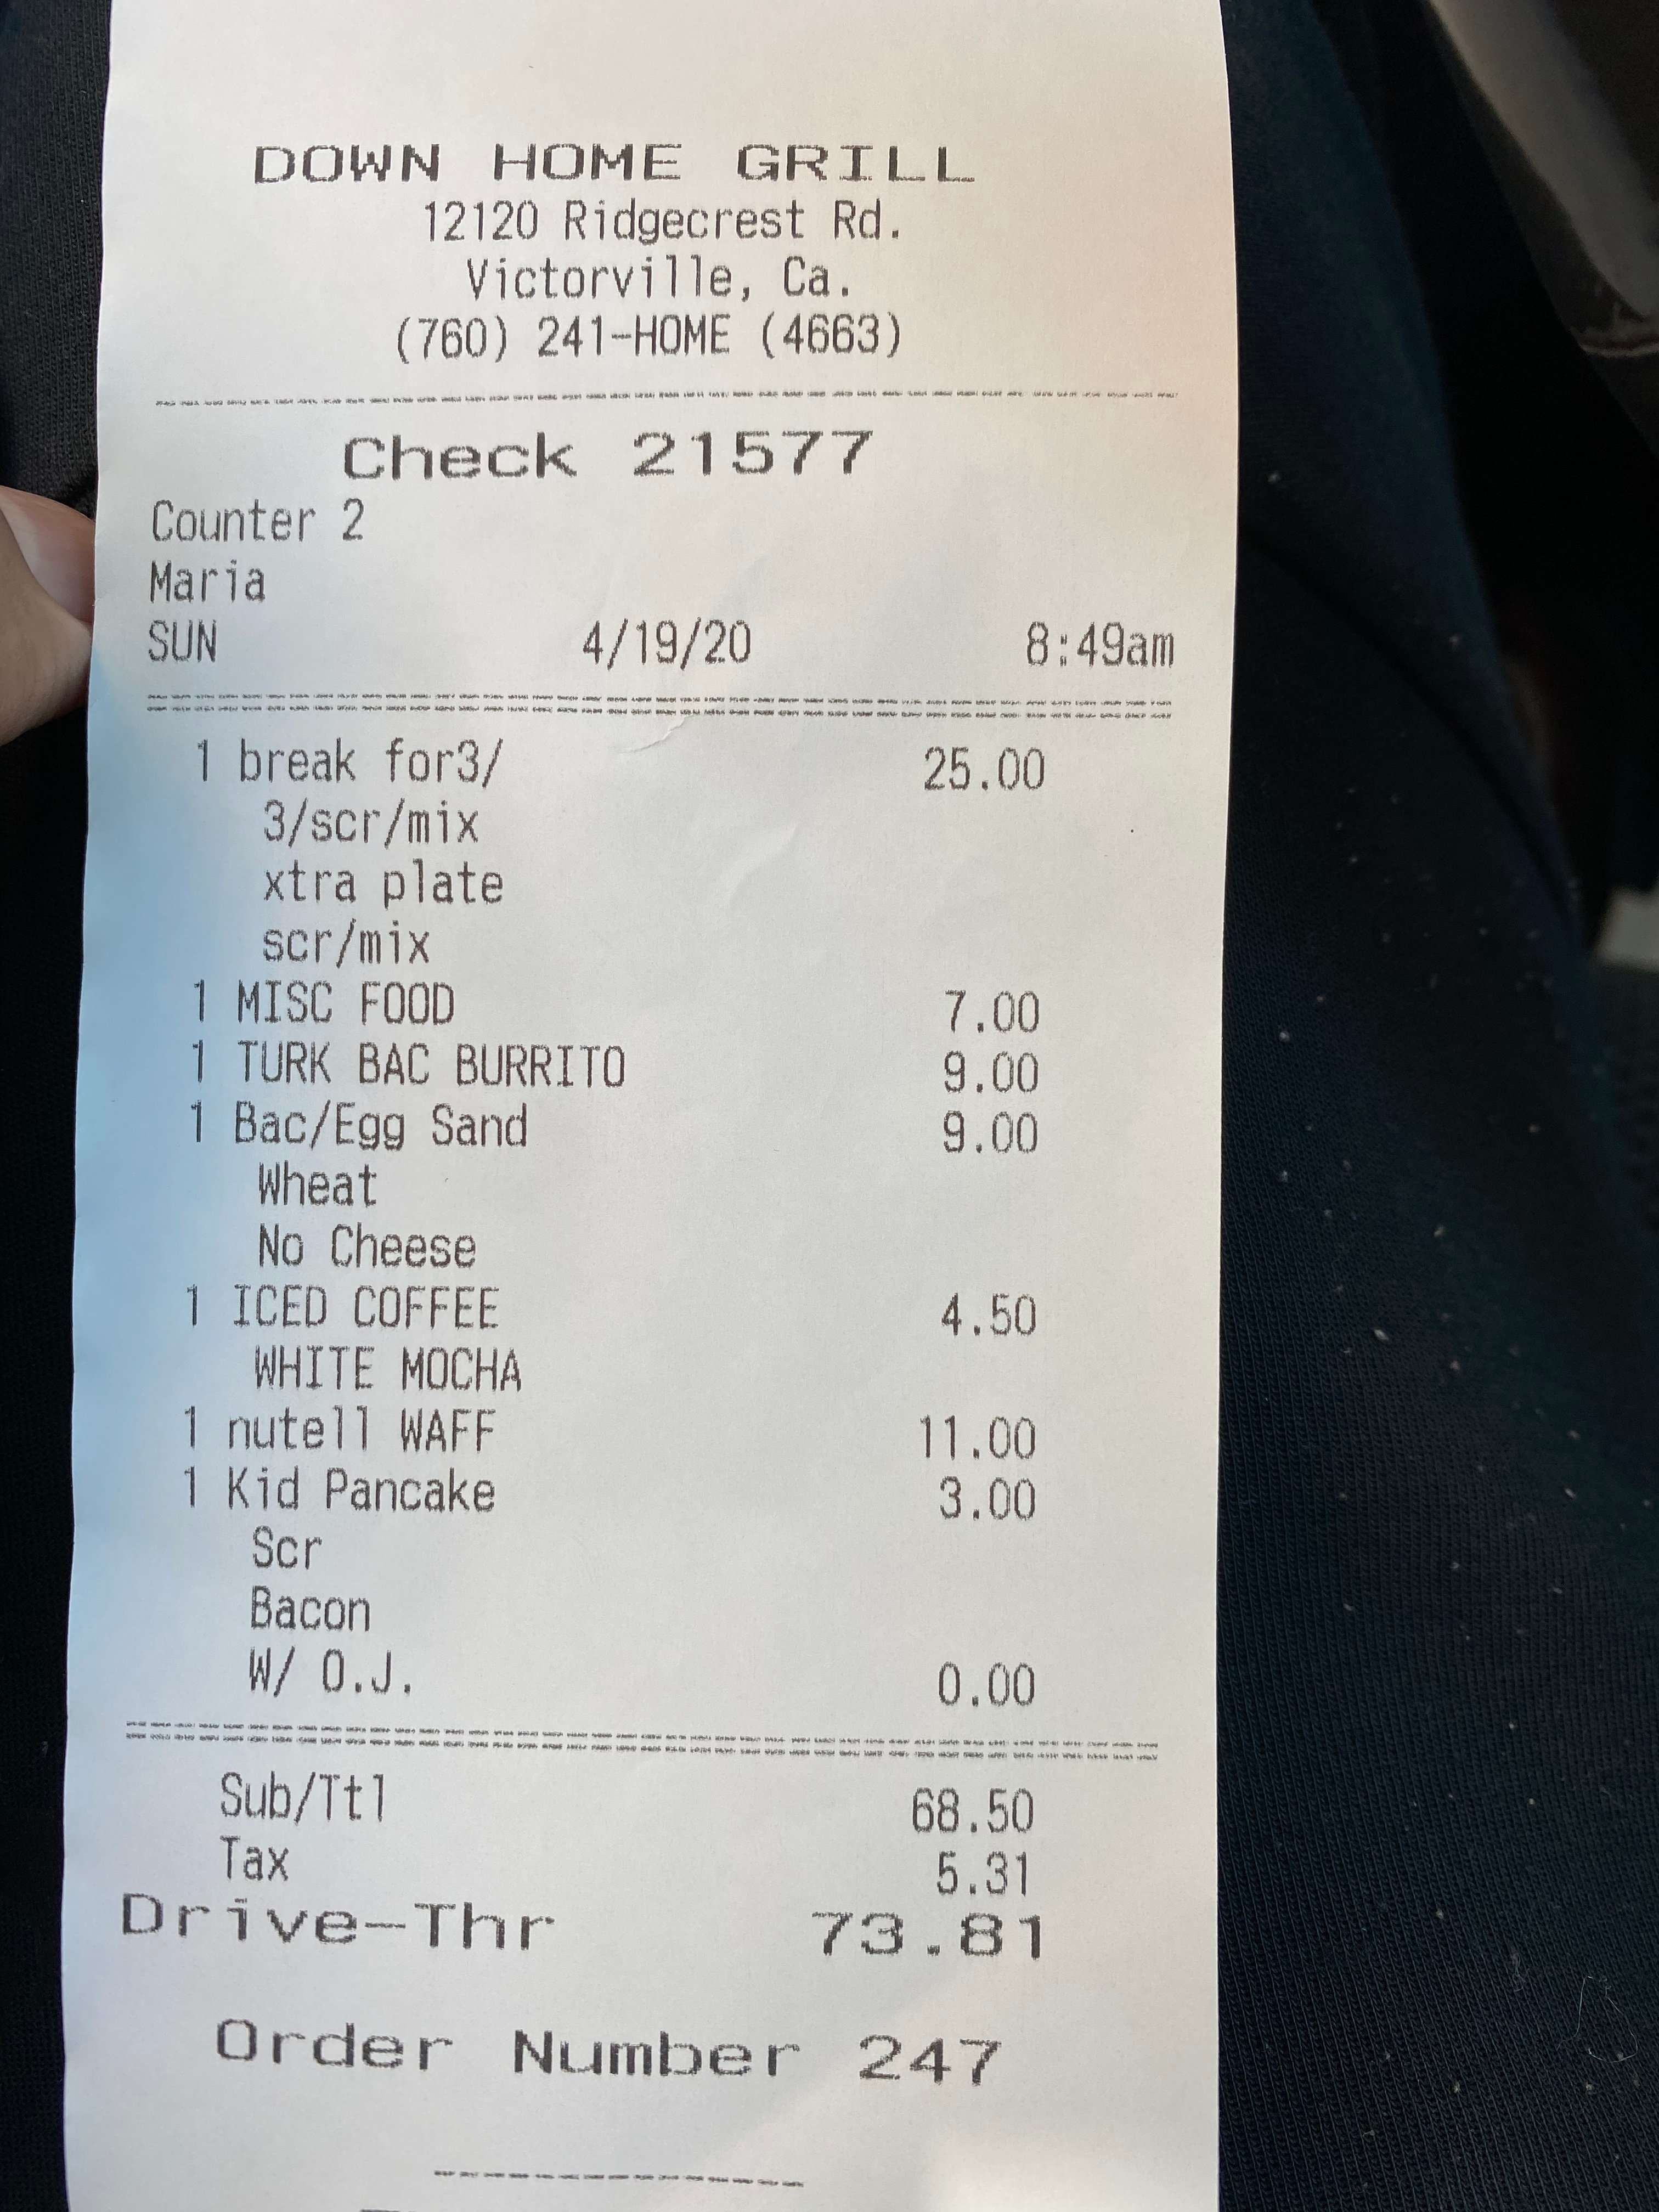 DOWN HOME GRILL
12120 Ridgecrest Rd.
Victorville, Ca.
(760) 241-HOME (4663)
Check 21577
Counter 2
Maria
SUN 4/19/20 8:49am
1 break for3/ 25.00
3/scr/mix
xtra plate
scr/mix
1 MISC FOOD 7.00
1 TURK BAC BURRITO 9.00
1 Bac/Egg Sand 9.00
Wheat
No Cheese
1 ICED COFFEE 4.50
WHITE MOCHA
1 nutell WAFF 11.00
1 Kid Pancake 3.00
Scr
Bacon
W/ O.J. 0.00
Sub/Ttl 68.50
Tax 5.31
Drive-Thr 73.81
Order Number 247